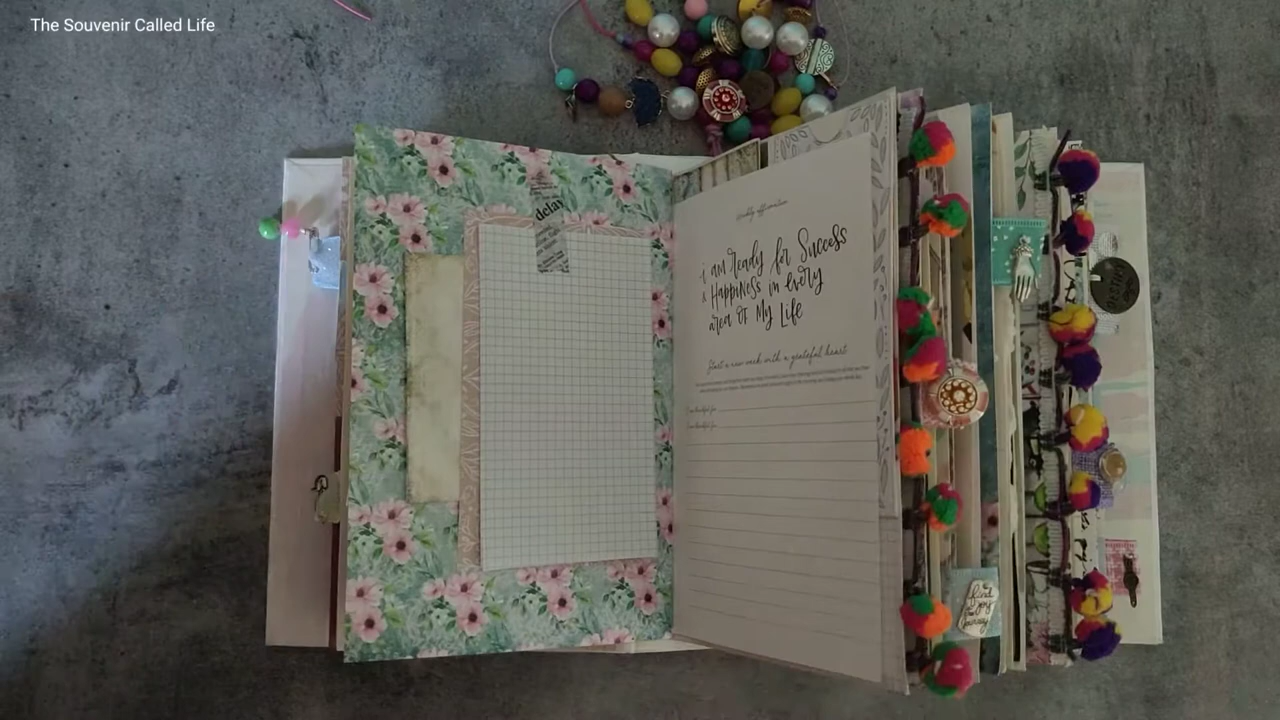 The Souvenir Called Life
delay
Weekly affirmation
i am ready for Success
& Happiness in every
area of My Life
Start a new week with a grateful heart
I am thankful for
I am thankful for
find
joy
journey